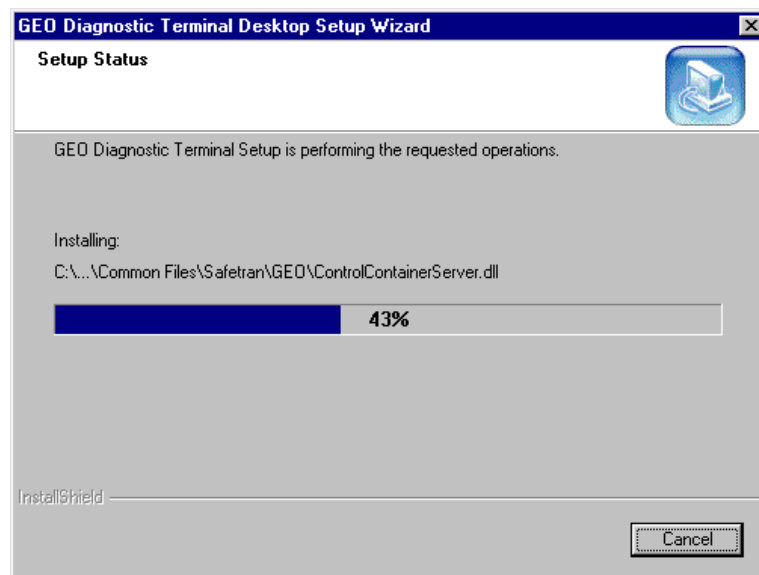 GEO Diagnostic Terminal Desktop Setup Wizard
Setup Status
GEO Diagnostic Terminal Setup is performing the requested operations.
Installing:
C:\...\Common Files\Safetran\GEO\ControlContainerServer.dll
43%
InstallShield
Cancel